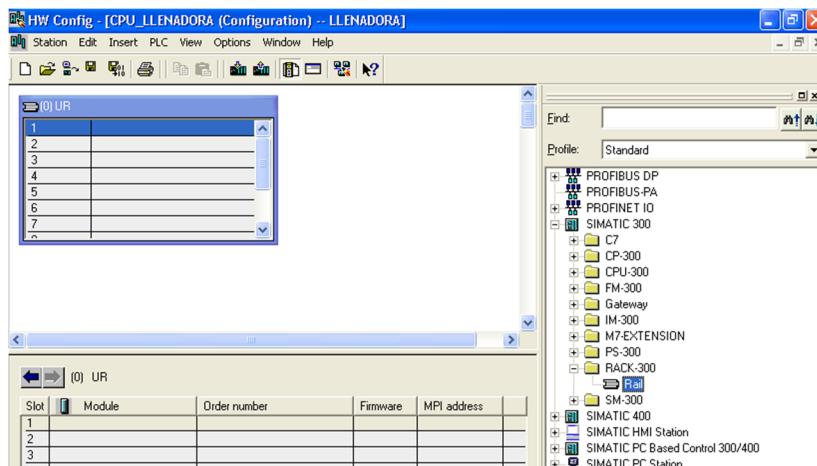 HW Config - [CPU_LLENADORA (Configuration) -- LLENADORA]
Station Edit Insert PLC View Options Window Help
(0) UR
1
2
3
4
5
6
7
Find:
Profile: Standard
PROFIBUS DP
PROFIBUS-PA
PROFINET IO
SIMATIC 300
C7
CP-300
CPU-300
FM-300
Gateway
IM-300
M7-EXTENSION
PS-300
RACK-300
Rail
SM-300
SIMATIC 400
SIMATIC HMI Station
SIMATIC PC Based Control 300/400
SIMATIC PC Station
(0) UR
Slot Module Order number Firmware MPI address
1
2
3